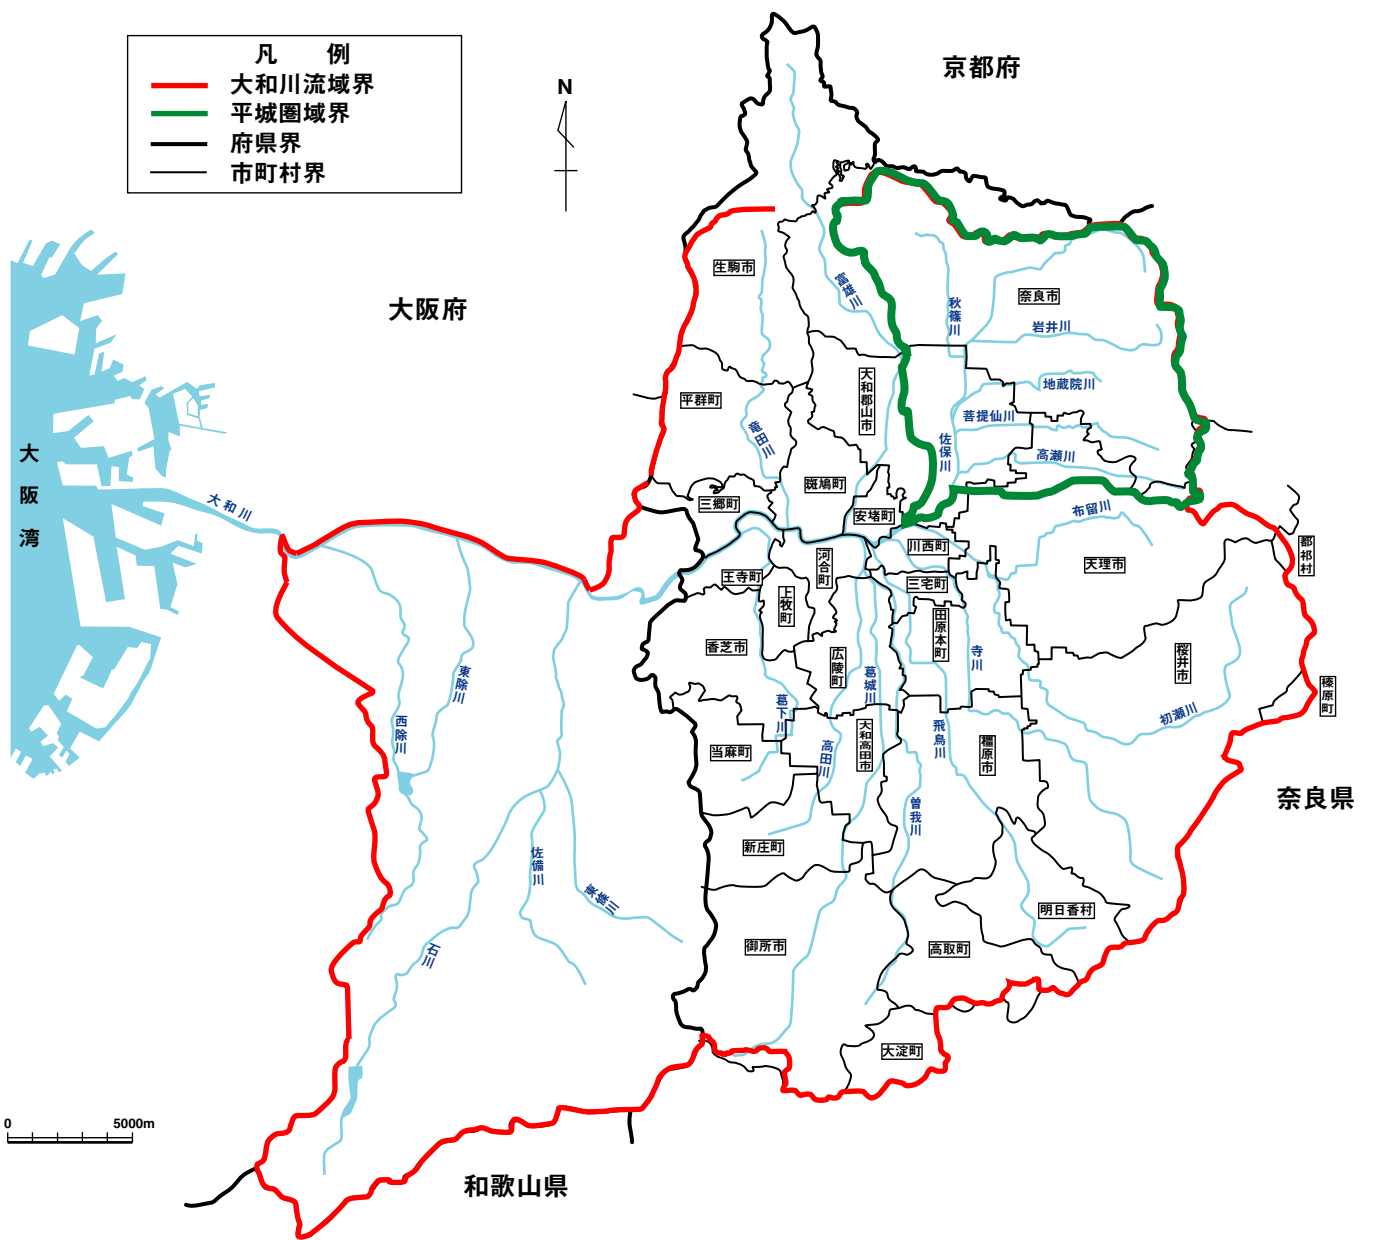 凡 例
大和川流域界
平城圏域界
府県界
市町村界
N
京都府
大阪府
奈良県
和歌山県
大阪湾
大和川
生駒市
富雄川
秋篠川
奈良市
岩井川
平群町
大和郡山市
地蔵院川
菩提仙川
竜田川
佐保川
高瀬川
三郷町
斑鳩町
安堵町
布留川
川西町
天理市
都祁村
王寺町
河合町
三宅町
上牧町
田原本町
香芝市
広陵町
葛城川
寺川
桜井市
榛原町
東除川
西除川
葛下川
初瀬川
当麻町
高田川
大和高田市
飛鳥川
橿原市
曽我川
新庄町
佐備川
東條川
石川
明日香村
御所市
高取町
大淀町
0
5000m